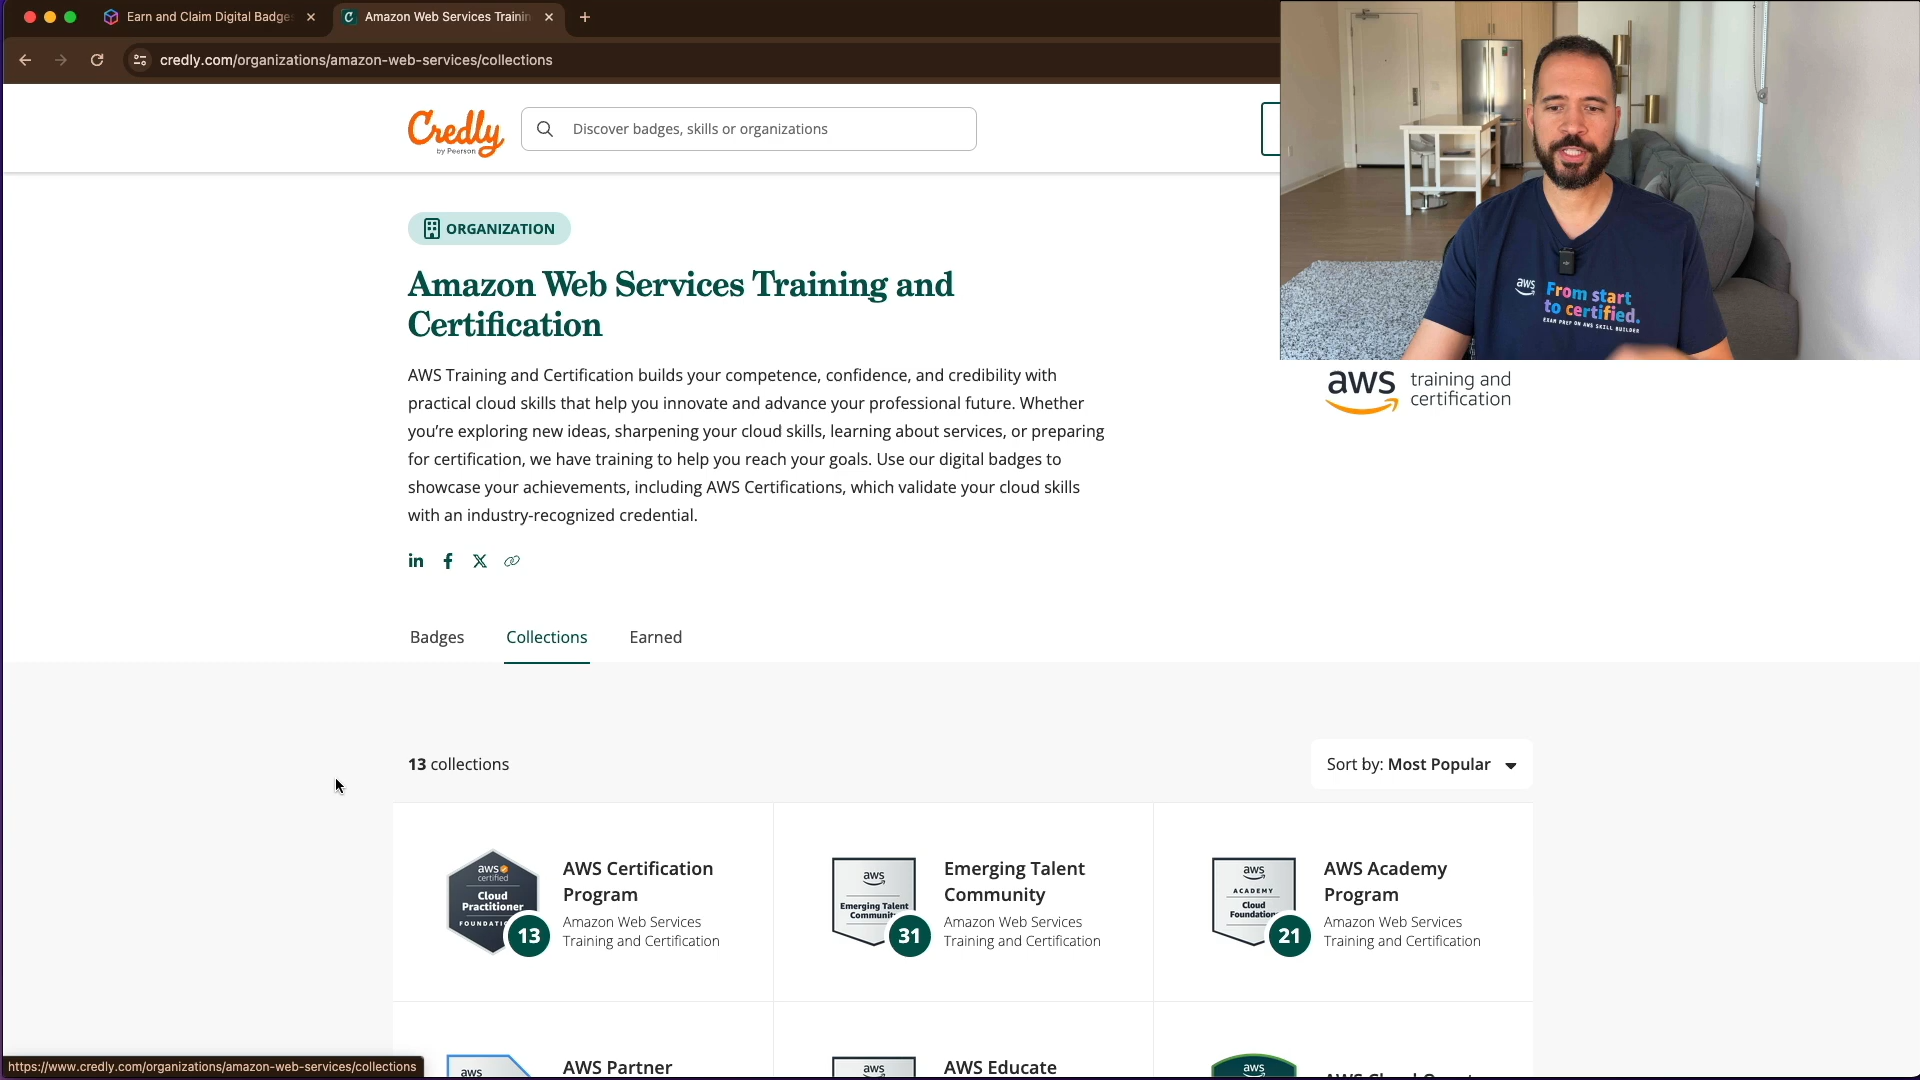 Earn and Claim Digital Badges
Amazon Web Services Trainin
credly.com/organizations/amazon-web-services/collections
Credly
by Pearson
Discover badges, skills or organizations
ORGANIZATION
Amazon Web Services Training and
Certification
AWS Training and Certification builds your competence, confidence, and credibility with
practical cloud skills that help you innovate and advance your professional future. Whether
you’re exploring new ideas, sharpening your cloud skills, learning about services, or preparing
for certification, we have training to help you reach your goals. Use our digital badges to
showcase your achievements, including AWS Certifications, which validate your cloud skills
with an industry-recognized credential.
aws
From start
to certified.
EXAM PREP ON AWS SKILL BUILDER
aws training and
certification
Badges Collections Earned
13 collections
Sort by: Most Popular
aws
certified
Cloud
Practitioner
13
AWS Certification
Program
Amazon Web Services
Training and Certification
aws
Emerging Talent
31
Emerging Talent
Community
Amazon Web Services
Training and Certification
aws
ACADEMY
Cloud
21
AWS Academy
Program
Amazon Web Services
Training and Certification
aws
AWS Partner
aws
AWS Educate
aws
https://www.credly.com/organizations/amazon-web-services/collections